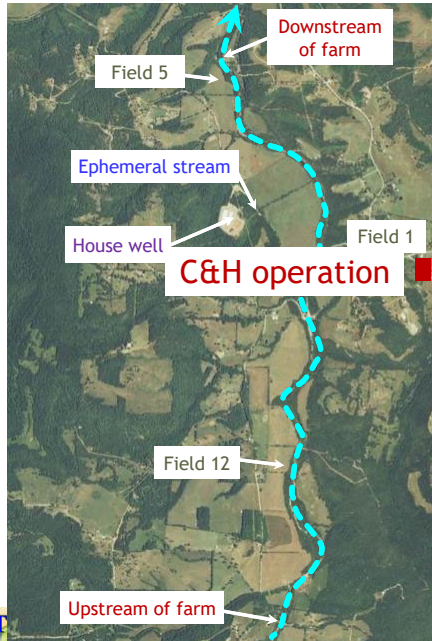 Downstream
of farm
Field 5
Ephemeral stream
House well
Field 1
C&H operation
Field 12
Upstream of farm